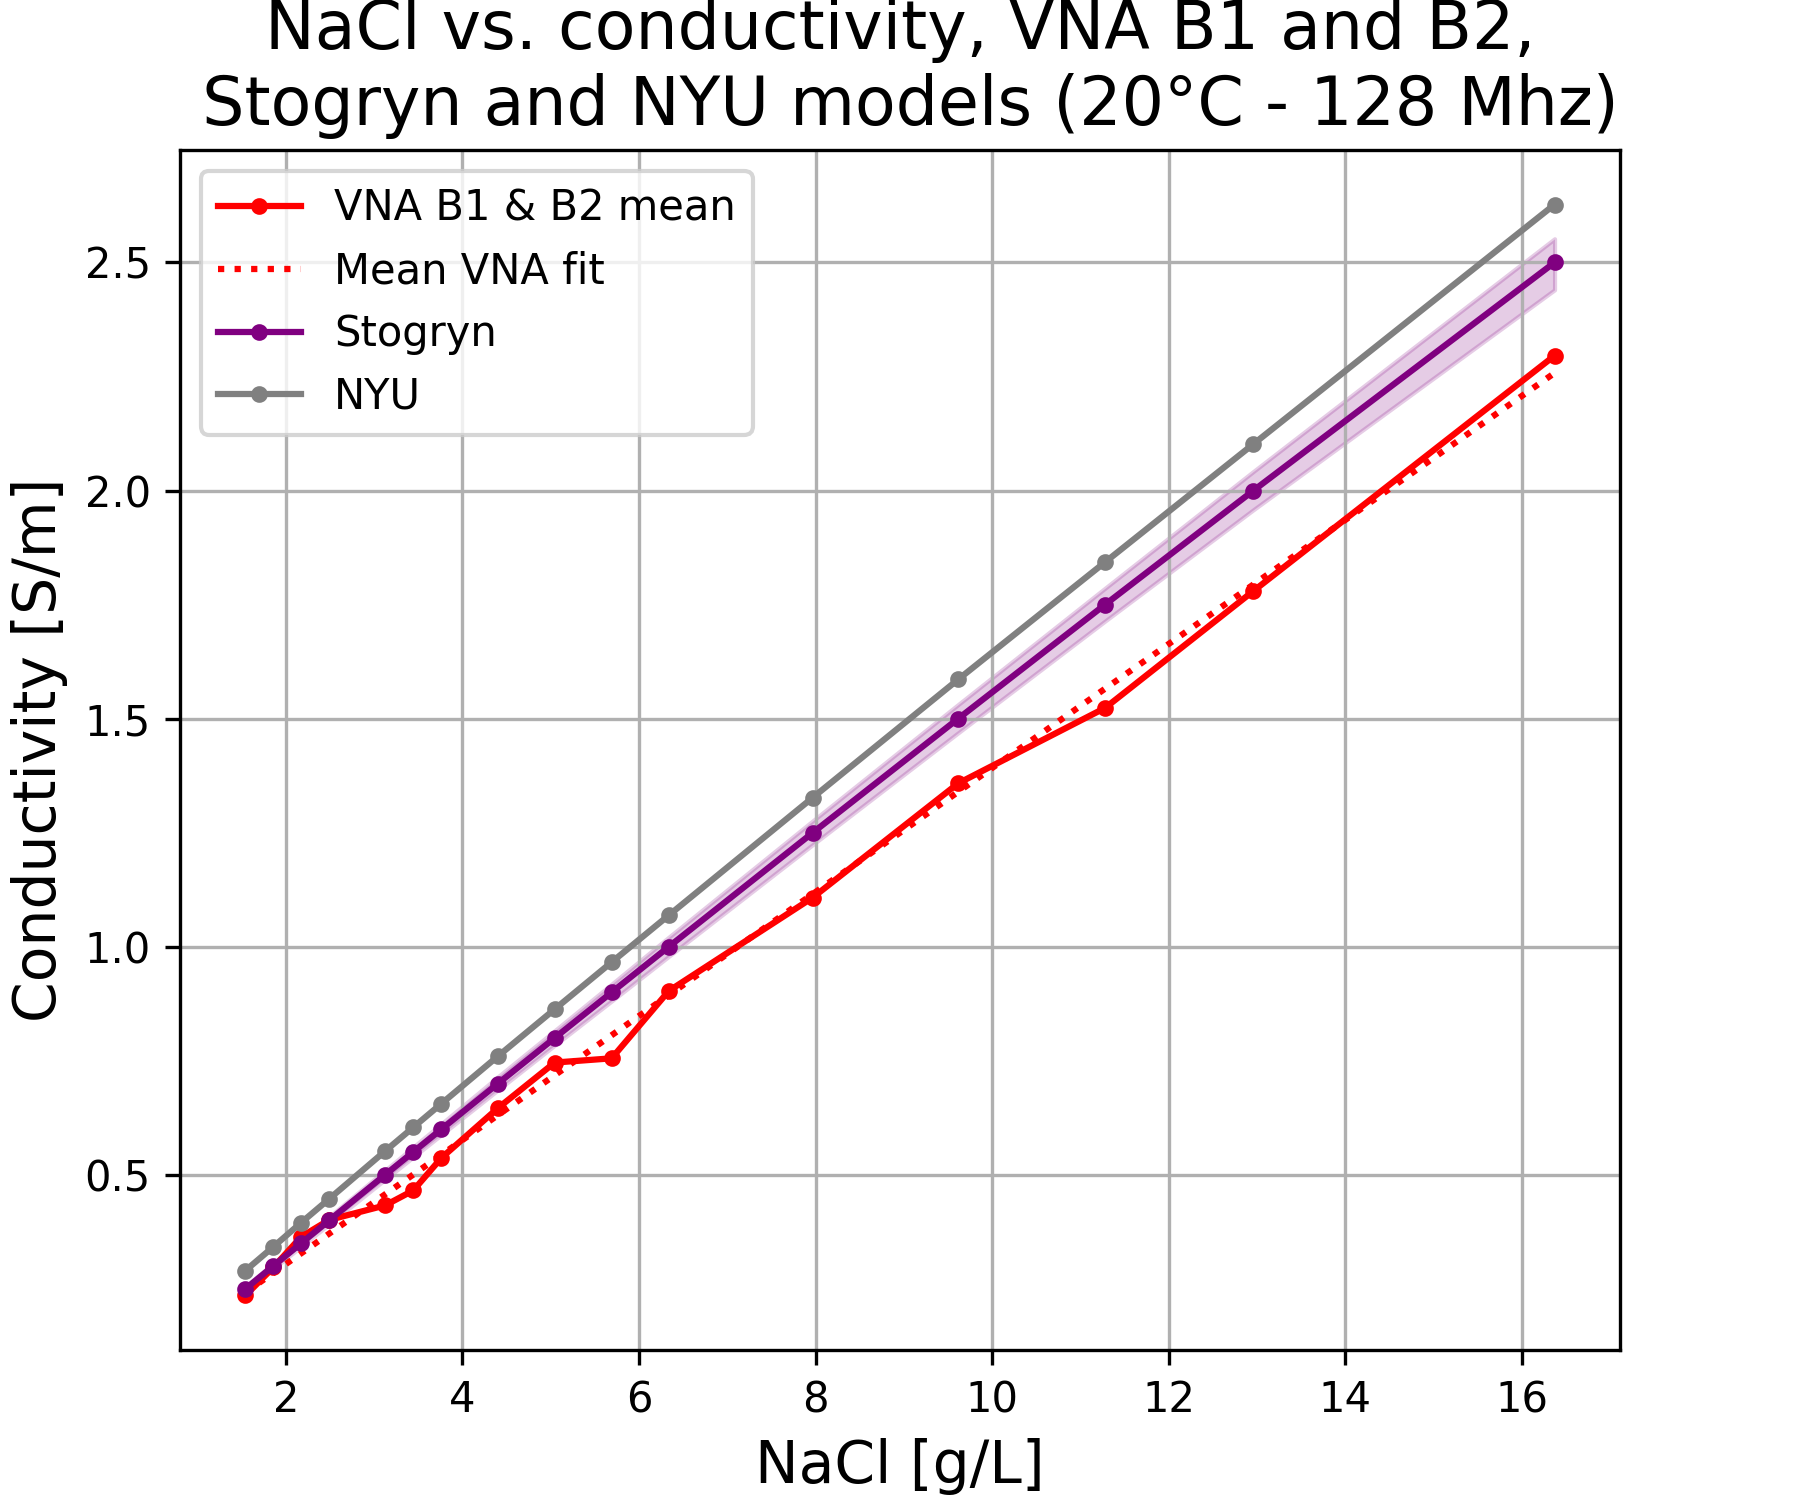 NaCl vs. conductivity, VNA B1 and B2,
Stogryn and NYU models (20°C - 128 Mhz)
VNA B1 & B2 mean
Mean VNA fit
Stogryn
NYU
Conductivity [S/m]
2.5
2.0
1.5
1.0
0.5
2 4 6 8 10 12 14 16
NaCl [g/L]